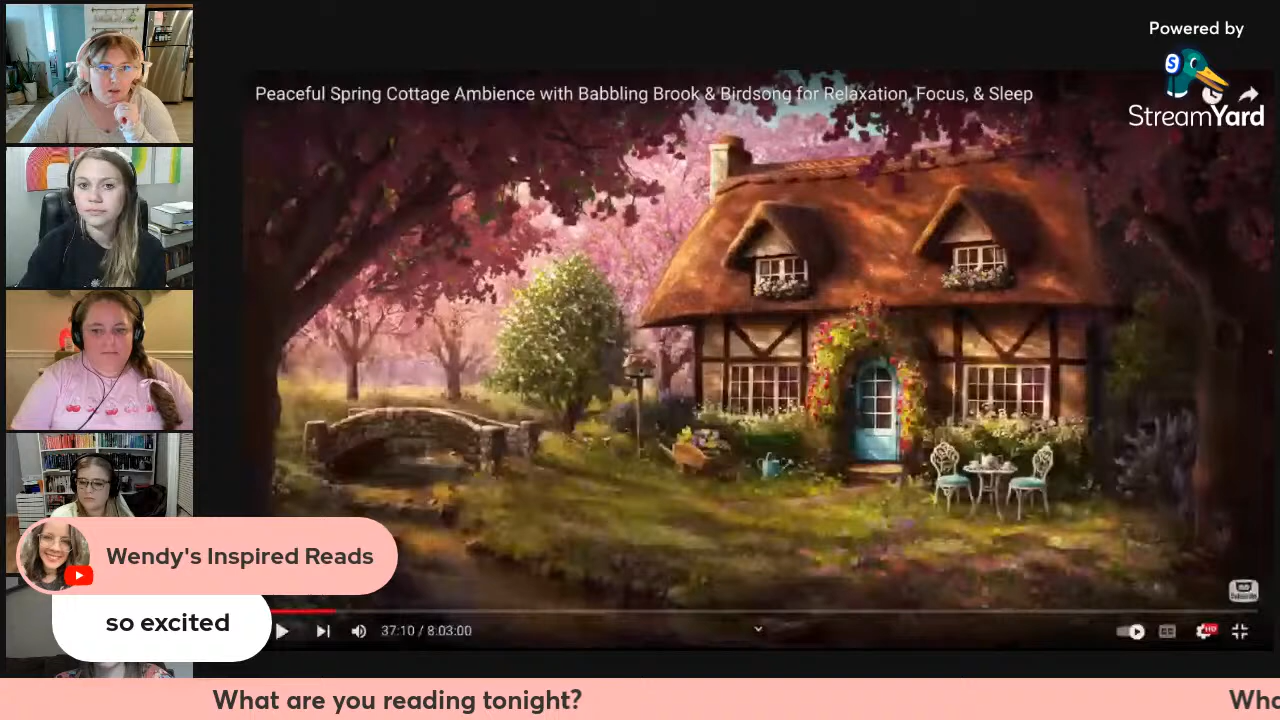 Powered by
StreamYard
Peaceful Spring Cottage Ambience with Babbling Brook & Birdsong for Relaxation, Focus, & Sleep
Wendy's Inspired Reads
so excited
37:10 / 8:03:00
What are you reading tonight?
Wha